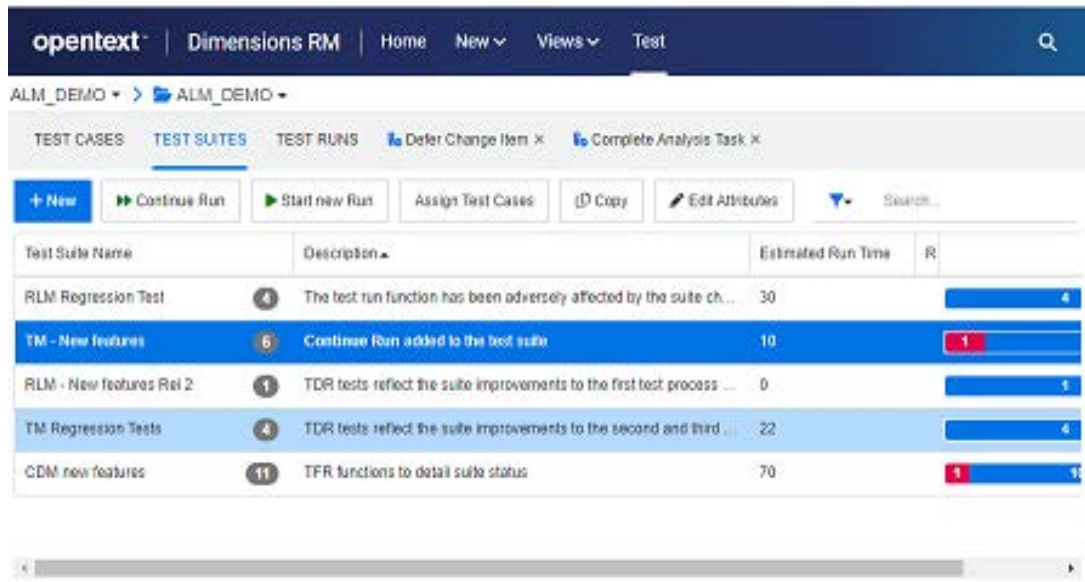 opentext™ | Dimensions RM | Home New Views Test
ALM_DEMO > ALM_DEMO
TEST CASES TEST SUITES TEST RUNS Defer Change Item × Complete Analysis Task ×
+ New Continue Run Start new Run Assign Test Cases Copy Edit Attributes Search...
Test Suite Name Description Estimated Run Time R
RLM Regression Test 4 The test run function has been adversely affected by the suite ch... 30 4
TM - New features 6 Continue Run added to the test suite 10 1
RLM - New features Rel 2 1 TDR tests reflect the suite improvements to the first test process ... 0 1
TM Regression Tests 4 TDR tests reflect the suite improvements to the second and third ... 22 4
CDM new features 11 TFR functions to detail suite status 70 1